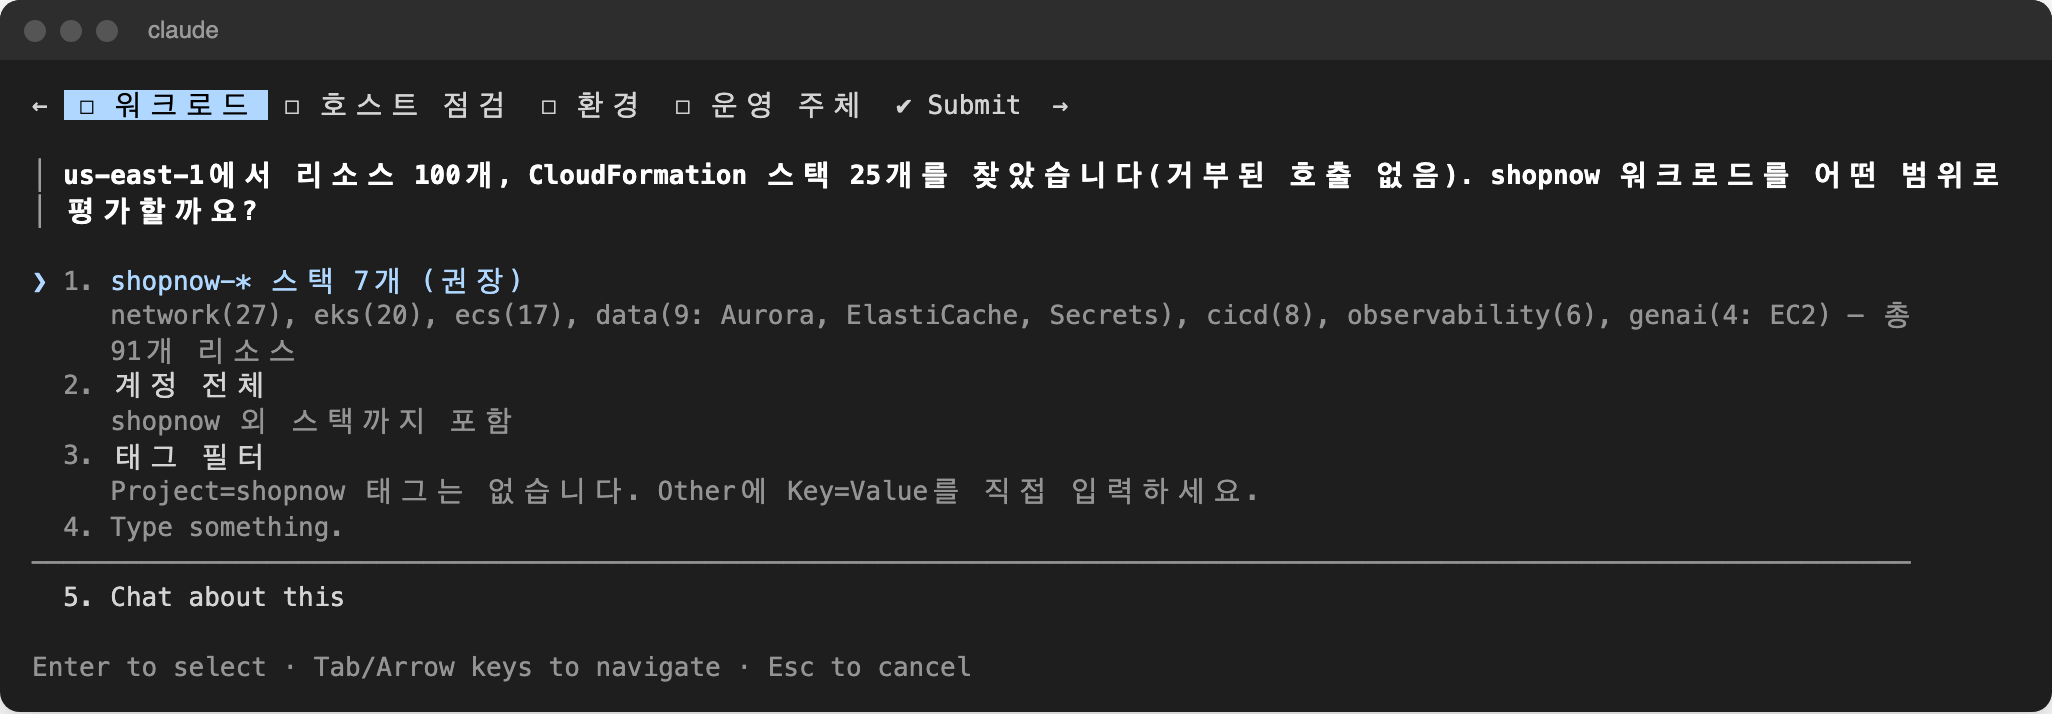 claude
← □ 워크로드 □ 호스트 점검 □ 환경 □ 운영 주체 ✔ Submit →
us-east-1에서 리소스 100개, CloudFormation 스택 25개를 찾았습니다(거부된 호출 없음). shopnow 워크로드를 어떤 범위로
평가할까요?
❯ 1. shopnow-* 스택 7개 (권장)
network(27), eks(20), ecs(17), data(9: Aurora, ElastiCache, Secrets), cicd(8), observability(6), genai(4: EC2) — 총
91개 리소스
2. 계정 전체
shopnow 외 스택까지 포함
3. 태그 필터
Project=shopnow 태그는 없습니다. Other에 Key=Value를 직접 입력하세요.
4. Type something.
5. Chat about this
Enter to select · Tab/Arrow keys to navigate · Esc to cancel